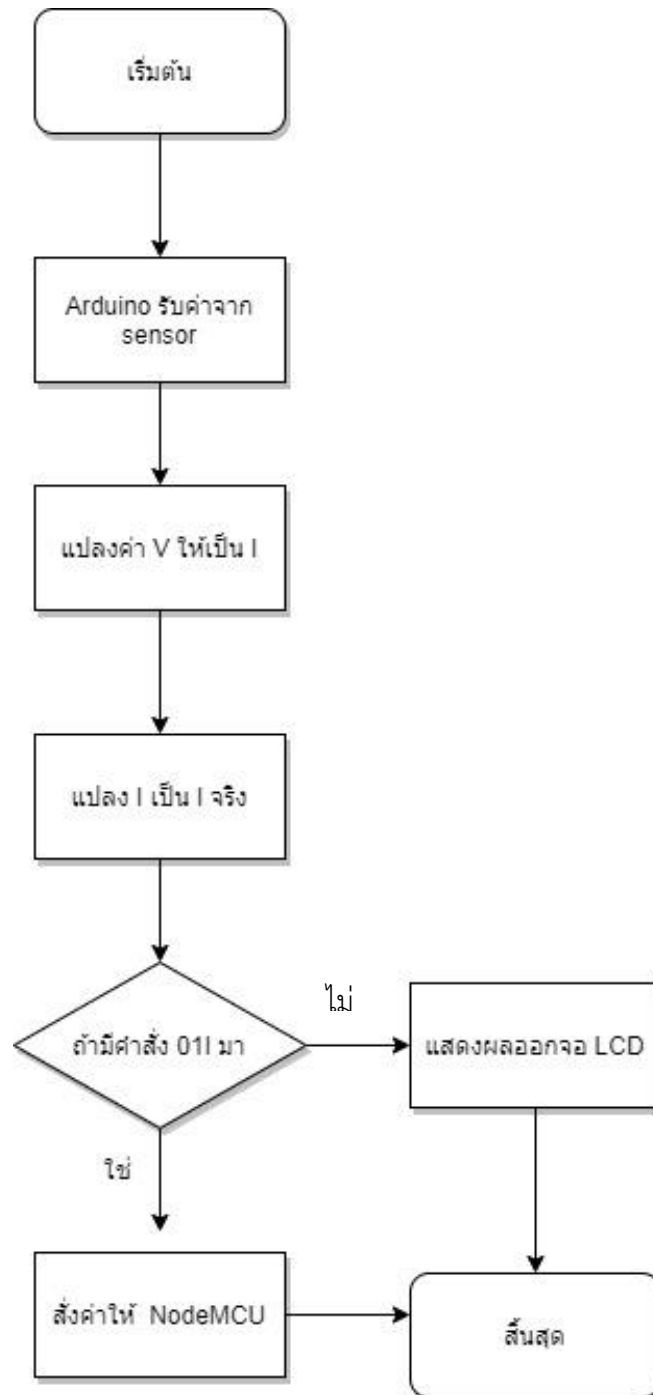 เริ่มต้น
Arduino รับค่าจาก
sensor
แปลงค่า V ให้เป็น I
แปลง I เป็น I จริง
ถ้ามีคำสั่ง 01I มา
ไม่
แสดงผลออกจอ LCD
ใช่
สั่งค่าให้ NodeMCU
สิ้นสุด